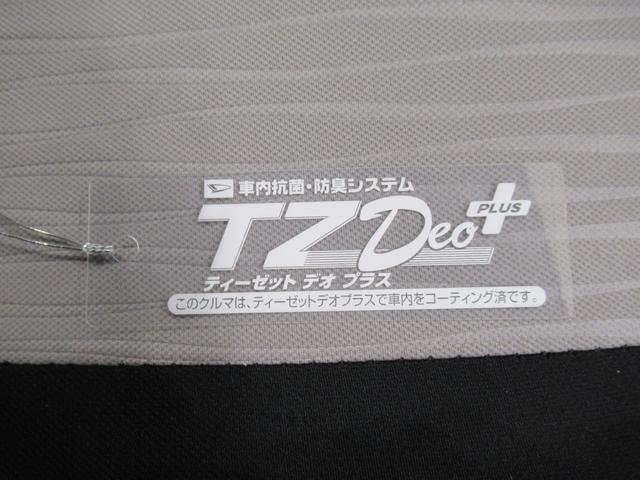 車内抗菌・防臭システム
TZ Deo PLUS
ティーゼット デオ プラス
このクルマは、ティーゼットデオプラスで車内をコーティング済です。